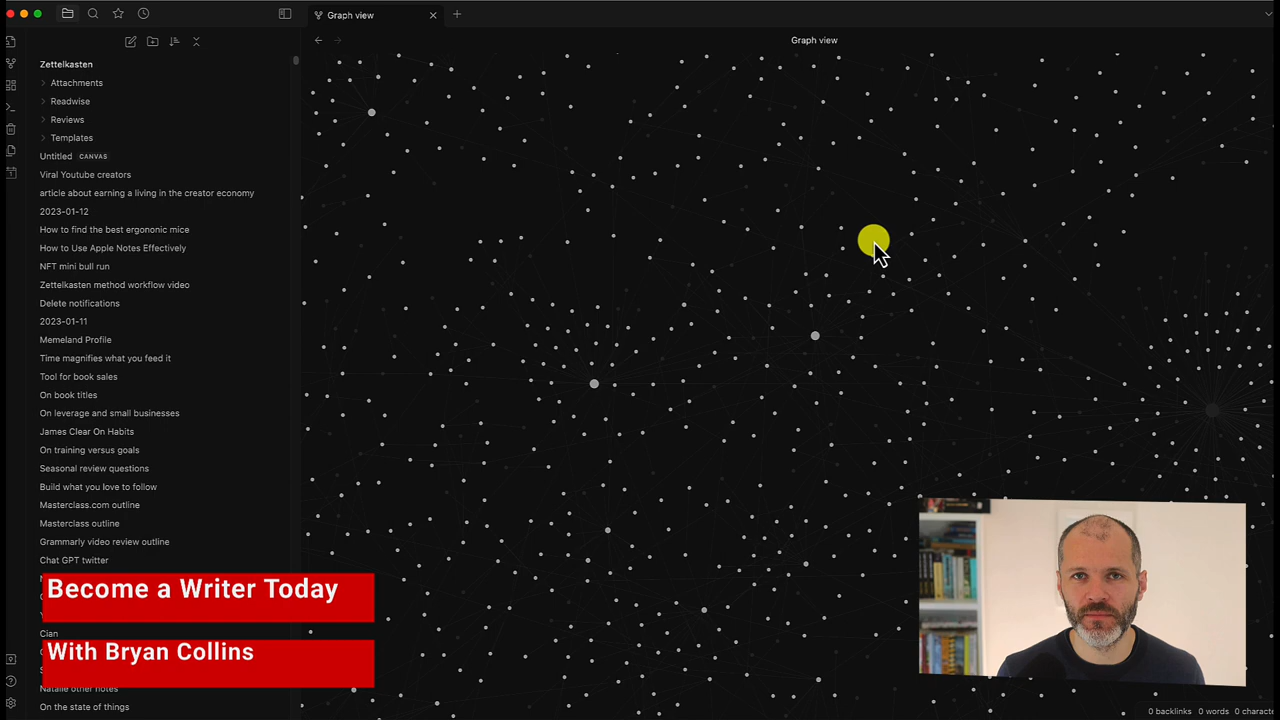 Graph view
Graph view
Zettelkasten
Attachments
Readwise
Reviews
Templates
Untitled CANVAS
Viral Youtube creators
article about earning a living in the creator economy
2023-01-12
How to find the best ergononic mice
How to Use Apple Notes Effectively
NFT mini bull run
Zettelkasten method workflow video
Delete notifications
2023-01-11
Memeland Profile
Time magnifies what you feed it
Tool for book sales
On book titles
On leverage and small businesses
James Clear On Habits
On training versus goals
Seasonal review questions
Build what you love to follow
Masterclass.com outline
Masterclass outline
Grammarly video review outline
Chat GPT twitter
Become a Writer Today
Cian
With Bryan Collins
Natalie other notes
On the state of things
0 backlinks 0 words 0 characte